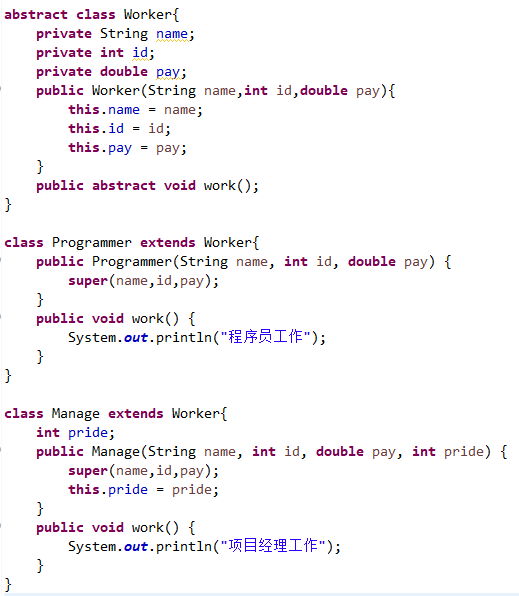 abstract class Worker{
    private String name;
    private int id;
    private double pay;
    public Worker(String name,int id,double pay){
        this.name = name;
        this.id = id;
        this.pay = pay;
    }
    public abstract void work();
}

class Programmer extends Worker{
    public Programmer(String name, int id, double pay) {
        super(name,id,pay);
    }
    public void work() {
        System.out.println("程序员工作");
    }
}

class Manage extends Worker{
    int pride;
    public Manage(String name, int id, double pay, int pride) {
        super(name,id,pay);
        this.pride = pride;
    }
    public void work() {
        System.out.println("项目经理工作");
    }
}